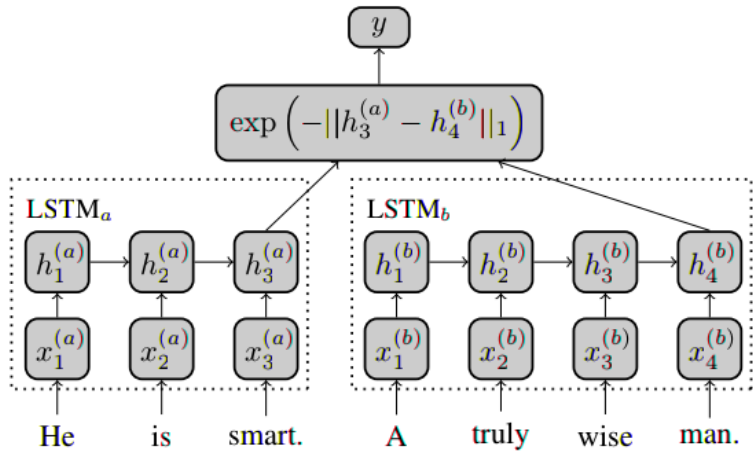 y
exp(−||h₃⁽ᵃ⁾ − h₄⁽ᵇ⁾||₁)
LSTMₐ LSTM_b
h₁⁽ᵃ⁾ h₂⁽ᵃ⁾ h₃⁽ᵃ⁾ h₁⁽ᵇ⁾ h₂⁽ᵇ⁾ h₃⁽ᵇ⁾ h₄⁽ᵇ⁾
x₁⁽ᵃ⁾ x₂⁽ᵃ⁾ x₃⁽ᵃ⁾ x₁⁽ᵇ⁾ x₂⁽ᵇ⁾ x₃⁽ᵇ⁾ x₄⁽ᵇ⁾
He is smart. A truly wise man.